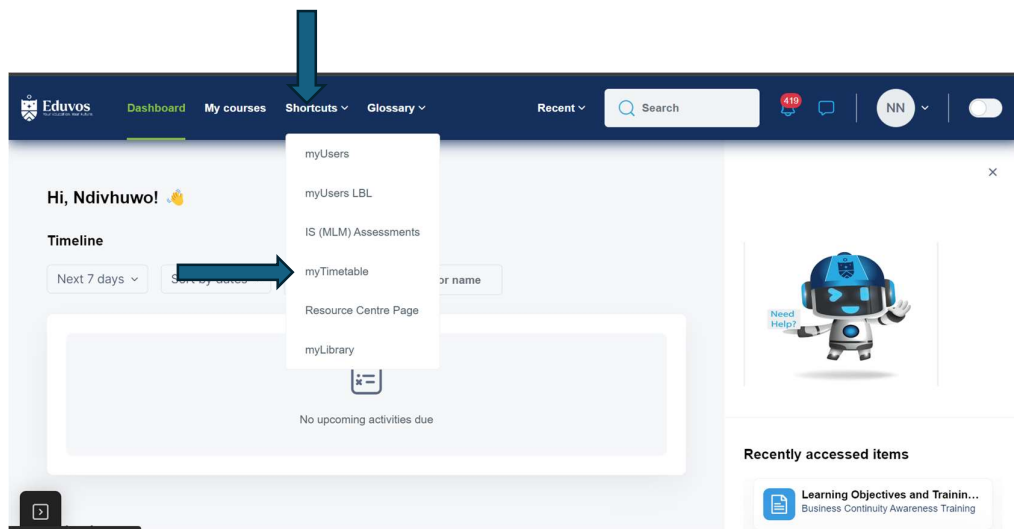 Eduvos
Dashboard
My courses
Shortcuts
Glossary
Recent
Search
419
NN
myUsers
myUsers LBL
IS (MLM) Assessments
myTimetable
Resource Centre Page
myLibrary
Hi, Ndivhuwo!
Timeline
Next 7 days
or name
No upcoming activities due
Need
Help?
Recently accessed items
Learning Objectives and Trainin...
Business Continuity Awareness Training